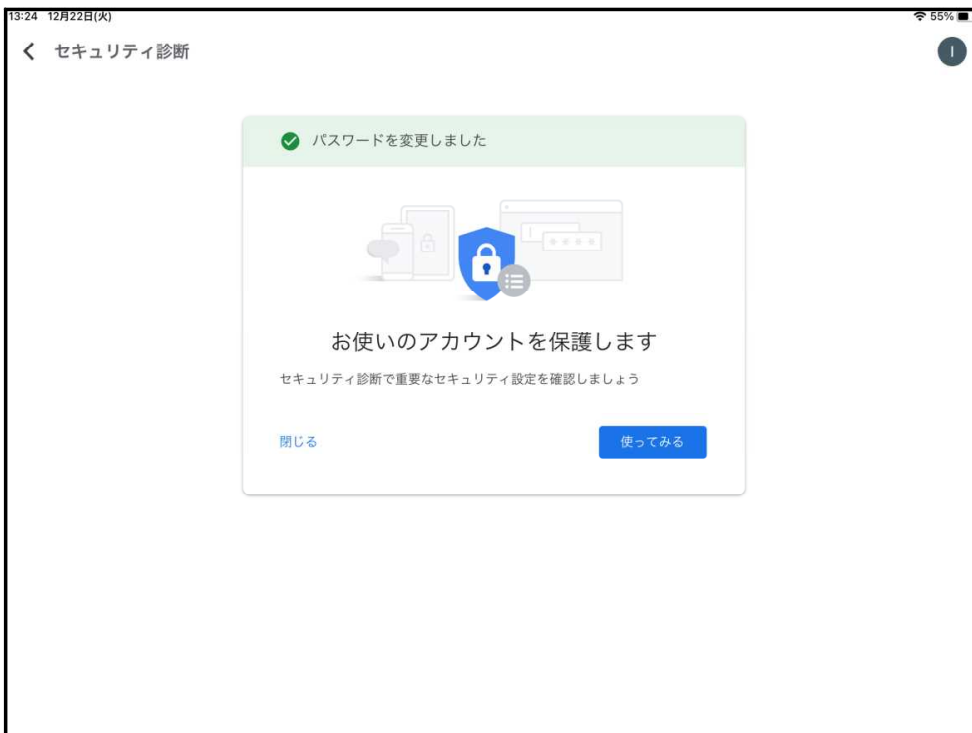 13:24 12月22日(火)
55%
セキュリティ診断
I
パスワードを変更しました
お使いのアカウントを保護します
セキュリティ診断で重要なセキュリティ設定を確認しましょう
閉じる
使ってみる